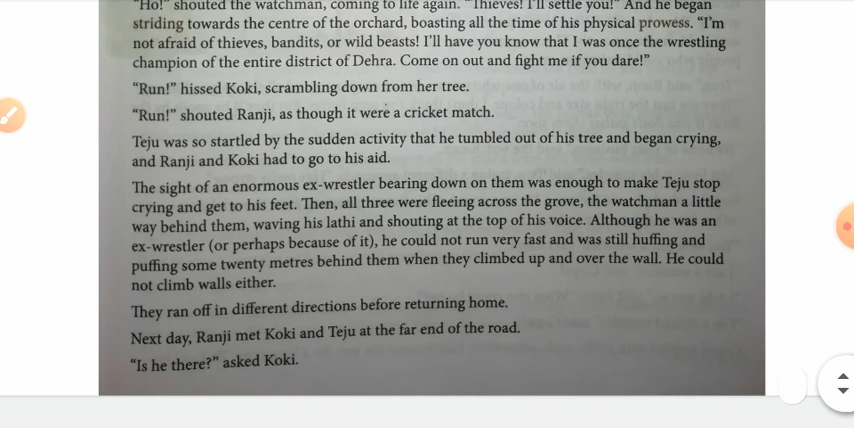 "Ho!" shouted the watchman, coming to life again. "Thieves! I'll settle you!" And he began
striding towards the centre of the orchard, boasting all the time of his physical prowess. "I'm
not afraid of thieves, bandits, or wild beasts! I'll have you know that I was once the wrestling
champion of the entire district of Dehra. Come on out and fight me if you dare!"
"Run!" hissed Koki, scrambling down from her tree.
"Run!" shouted Ranji, as though it were a cricket match.
Teju was so startled by the sudden activity that he tumbled out of his tree and began crying,
and Ranji and Koki had to go to his aid.
The sight of an enormous ex-wrestler bearing down on them was enough to make Teju stop
crying and get to his feet. Then, all three were fleeing across the grove, the watchman a little
way behind them, waving his lathi and shouting at the top of his voice. Although he was an
ex-wrestler (or perhaps because of it), he could not run very fast and was still huffing and
puffing some twenty metres behind them when they climbed up and over the wall. He could
not climb walls either.
They ran off in different directions before returning home.
Next day, Ranji met Koki and Teju at the far end of the road.
"Is he there?" asked Koki.